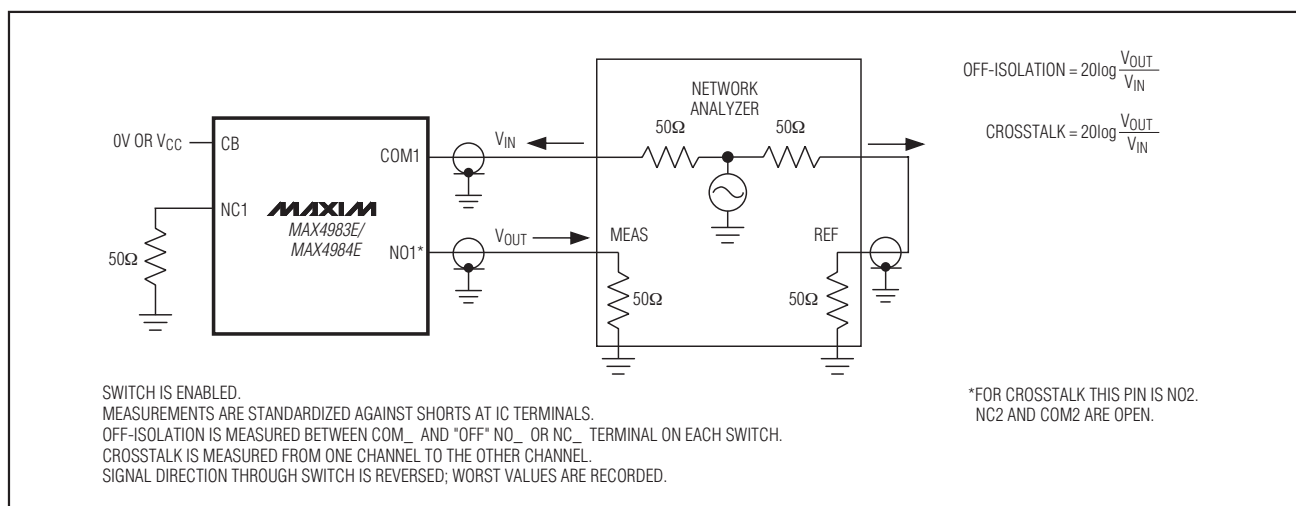 NETWORK
ANALYZER
OFF-ISOLATION = 20log V_OUT / V_IN
CROSSTALK = 20log V_OUT / V_IN
50Ω
50Ω
0V OR V_CC
CB
COM1
V_IN
NC1
MAXIM
MAX4983E/
MAX4984E
NO1*
V_OUT
MEAS
REF
50Ω
50Ω
50Ω
SWITCH IS ENABLED.
MEASUREMENTS ARE STANDARDIZED AGAINST SHORTS AT IC TERMINALS.
OFF-ISOLATION IS MEASURED BETWEEN COM_ AND "OFF" NO_ OR NC_ TERMINAL ON EACH SWITCH.
CROSSTALK IS MEASURED FROM ONE CHANNEL TO THE OTHER CHANNEL.
SIGNAL DIRECTION THROUGH SWITCH IS REVERSED; WORST VALUES ARE RECORDED.
*FOR CROSSTALK THIS PIN IS NO2.
NC2 AND COM2 ARE OPEN.